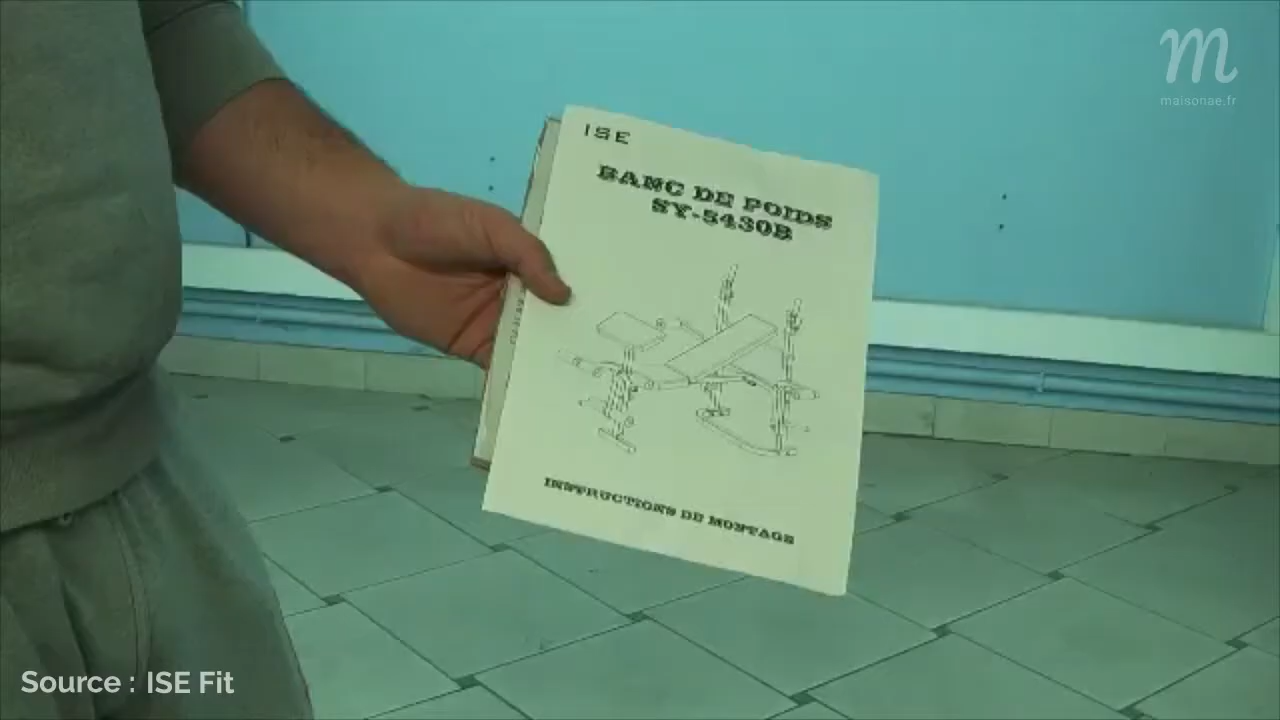 m
maisonae.fr
ISE
BANC DE POIDS
SY-5430B
INSTRUCTIONS DE MONTAGE
Source : ISE Fit